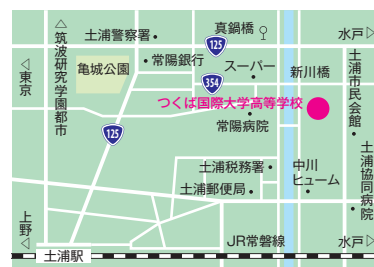 △筑波研究学園都市
土浦警察署
真鍋橋
水戸▷
125
◁東京
亀城公園
常陽銀行
354
スーパー
新川橋
土浦市民会館
つくば国際大学高等学校
常陽病院
125
土浦税務署
中川
ヒューム
土浦協同病院
土浦郵便局
上野◁
JR常磐線
水戸▷
土浦駅